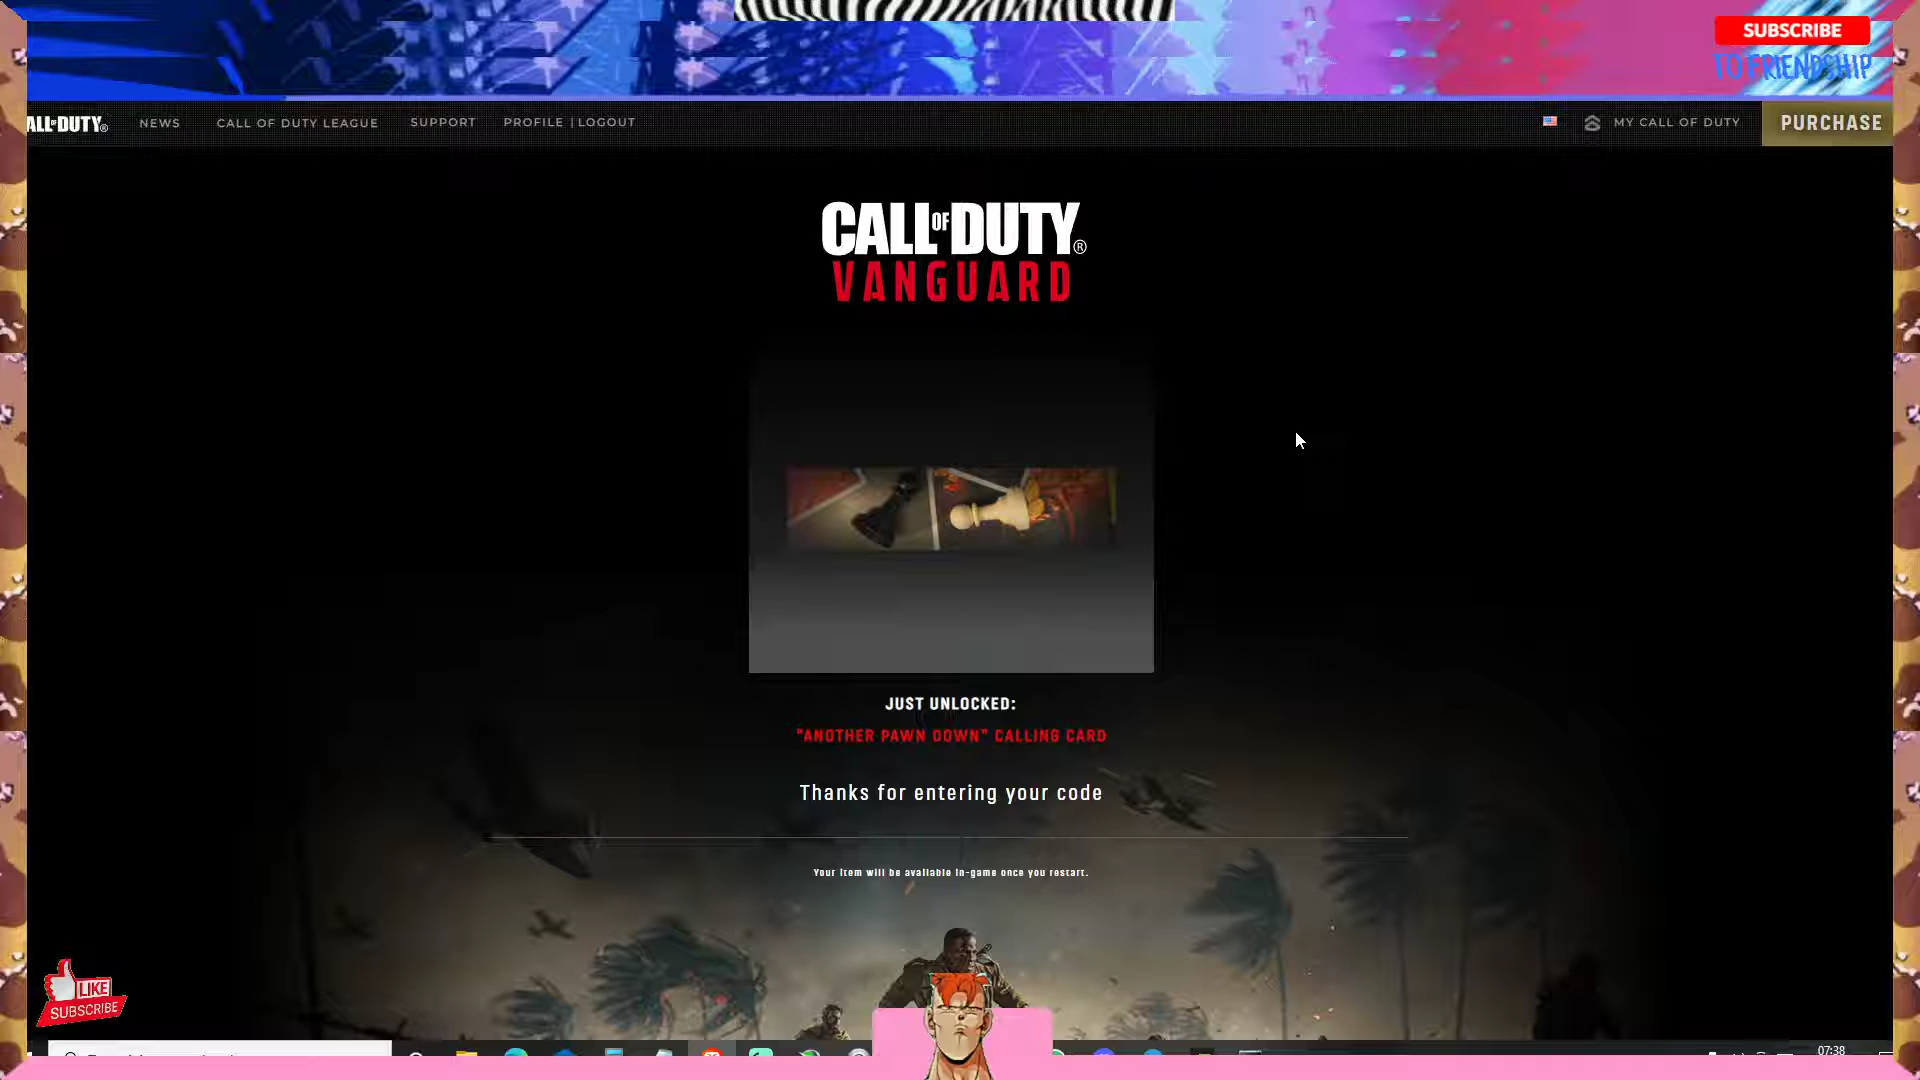 SUBSCRIBE
TO FRIENDSHIP
ALL OF DUTY®
NEWS
CALL OF DUTY LEAGUE
SUPPORT
PROFILE | LOGOUT
MY CALL OF DUTY
PURCHASE
CALL OF DUTY®
VANGUARD
JUST UNLOCKED:
"ANOTHER PAWN DOWN" CALLING CARD
Thanks for entering your code
Your item will be available in-game once you restart.
LIKE
SUBSCRIBE
07:38